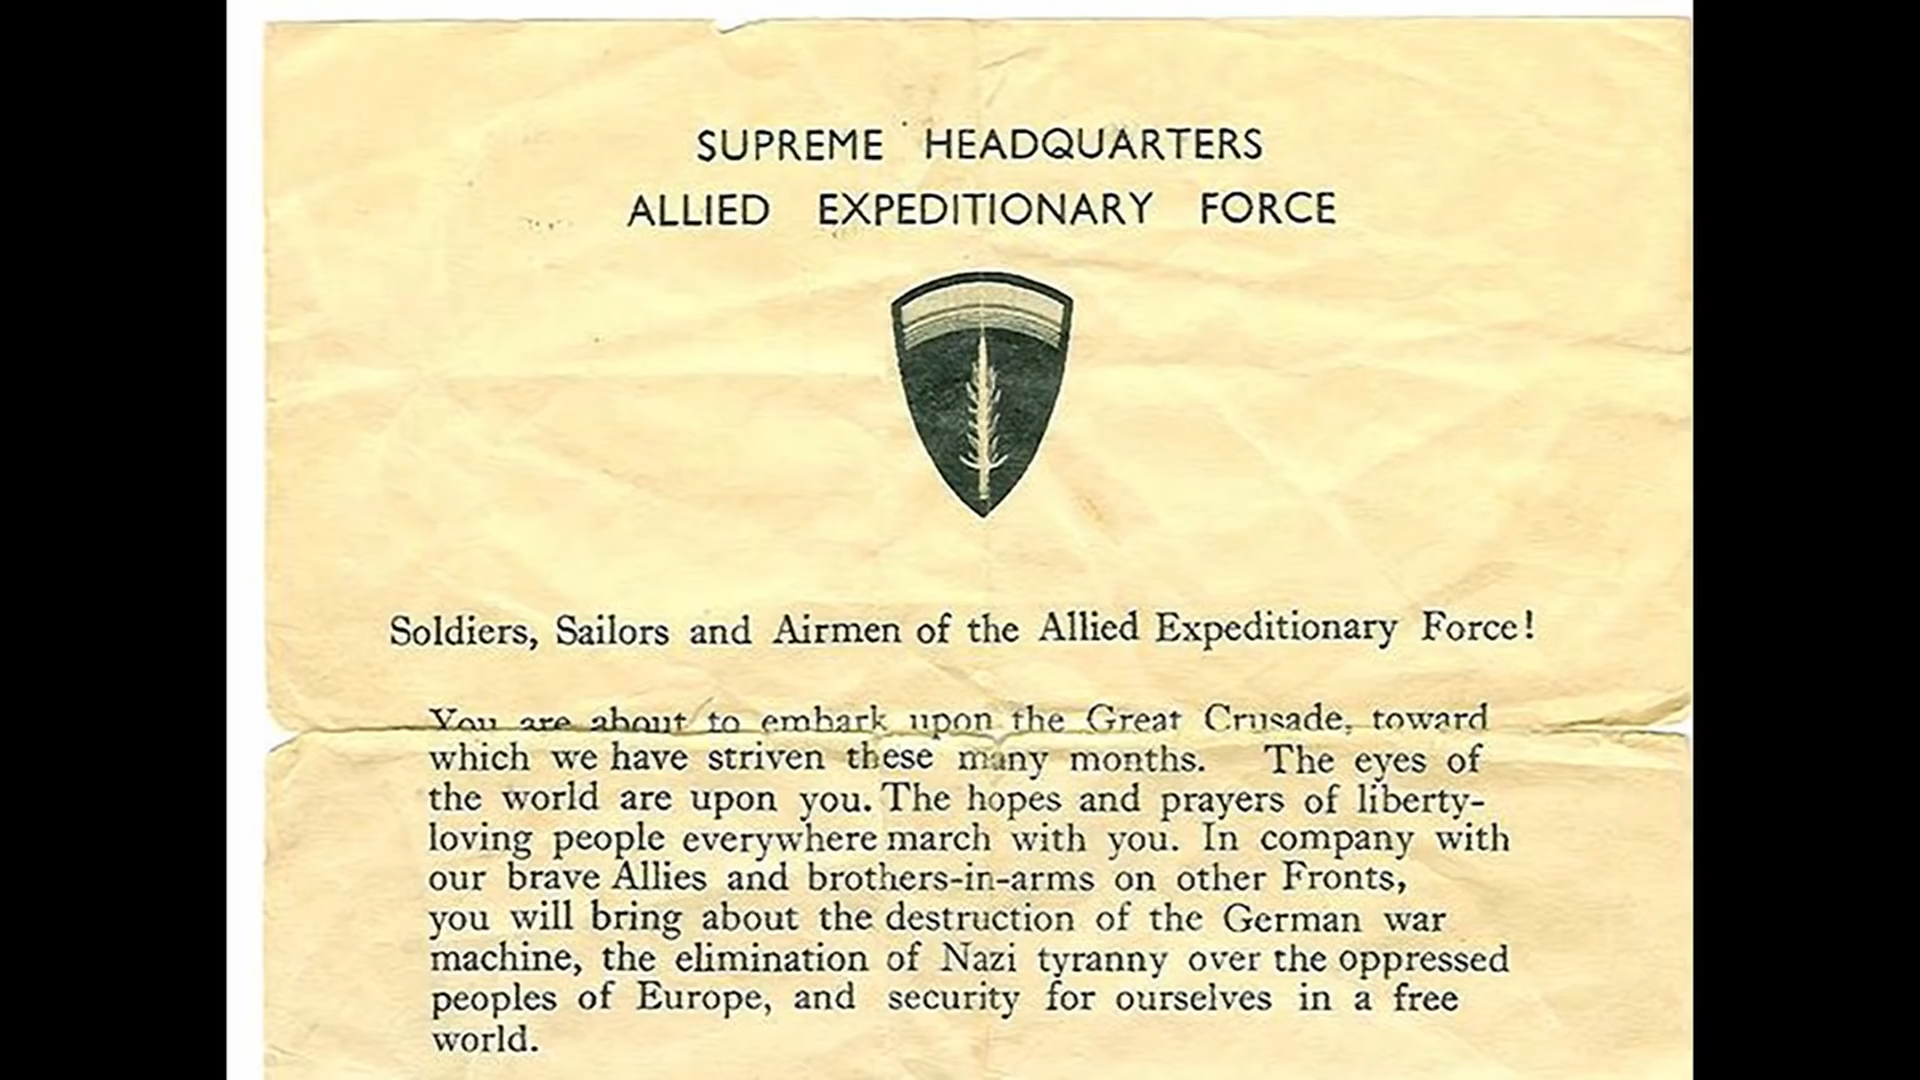 SUPREME HEADQUARTERS
ALLIED EXPEDITIONARY FORCE
Soldiers, Sailors and Airmen of the Allied Expeditionary Force!
You are about to embark upon the Great Crusade, toward
which we have striven these many months. The eyes of
the world are upon you. The hopes and prayers of liberty-
loving people everywhere march with you. In company with
our brave Allies and brothers-in-arms on other Fronts,
you will bring about the destruction of the German war
machine, the elimination of Nazi tyranny over the oppressed
peoples of Europe, and security for ourselves in a free
world.